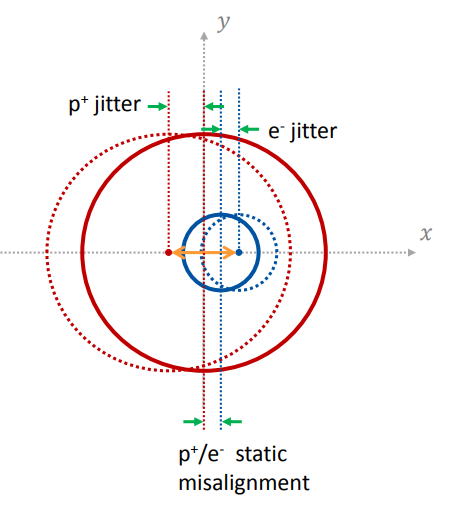 y
p⁺ jitter
e⁻ jitter
x
p⁺/e⁻ static
misalignment